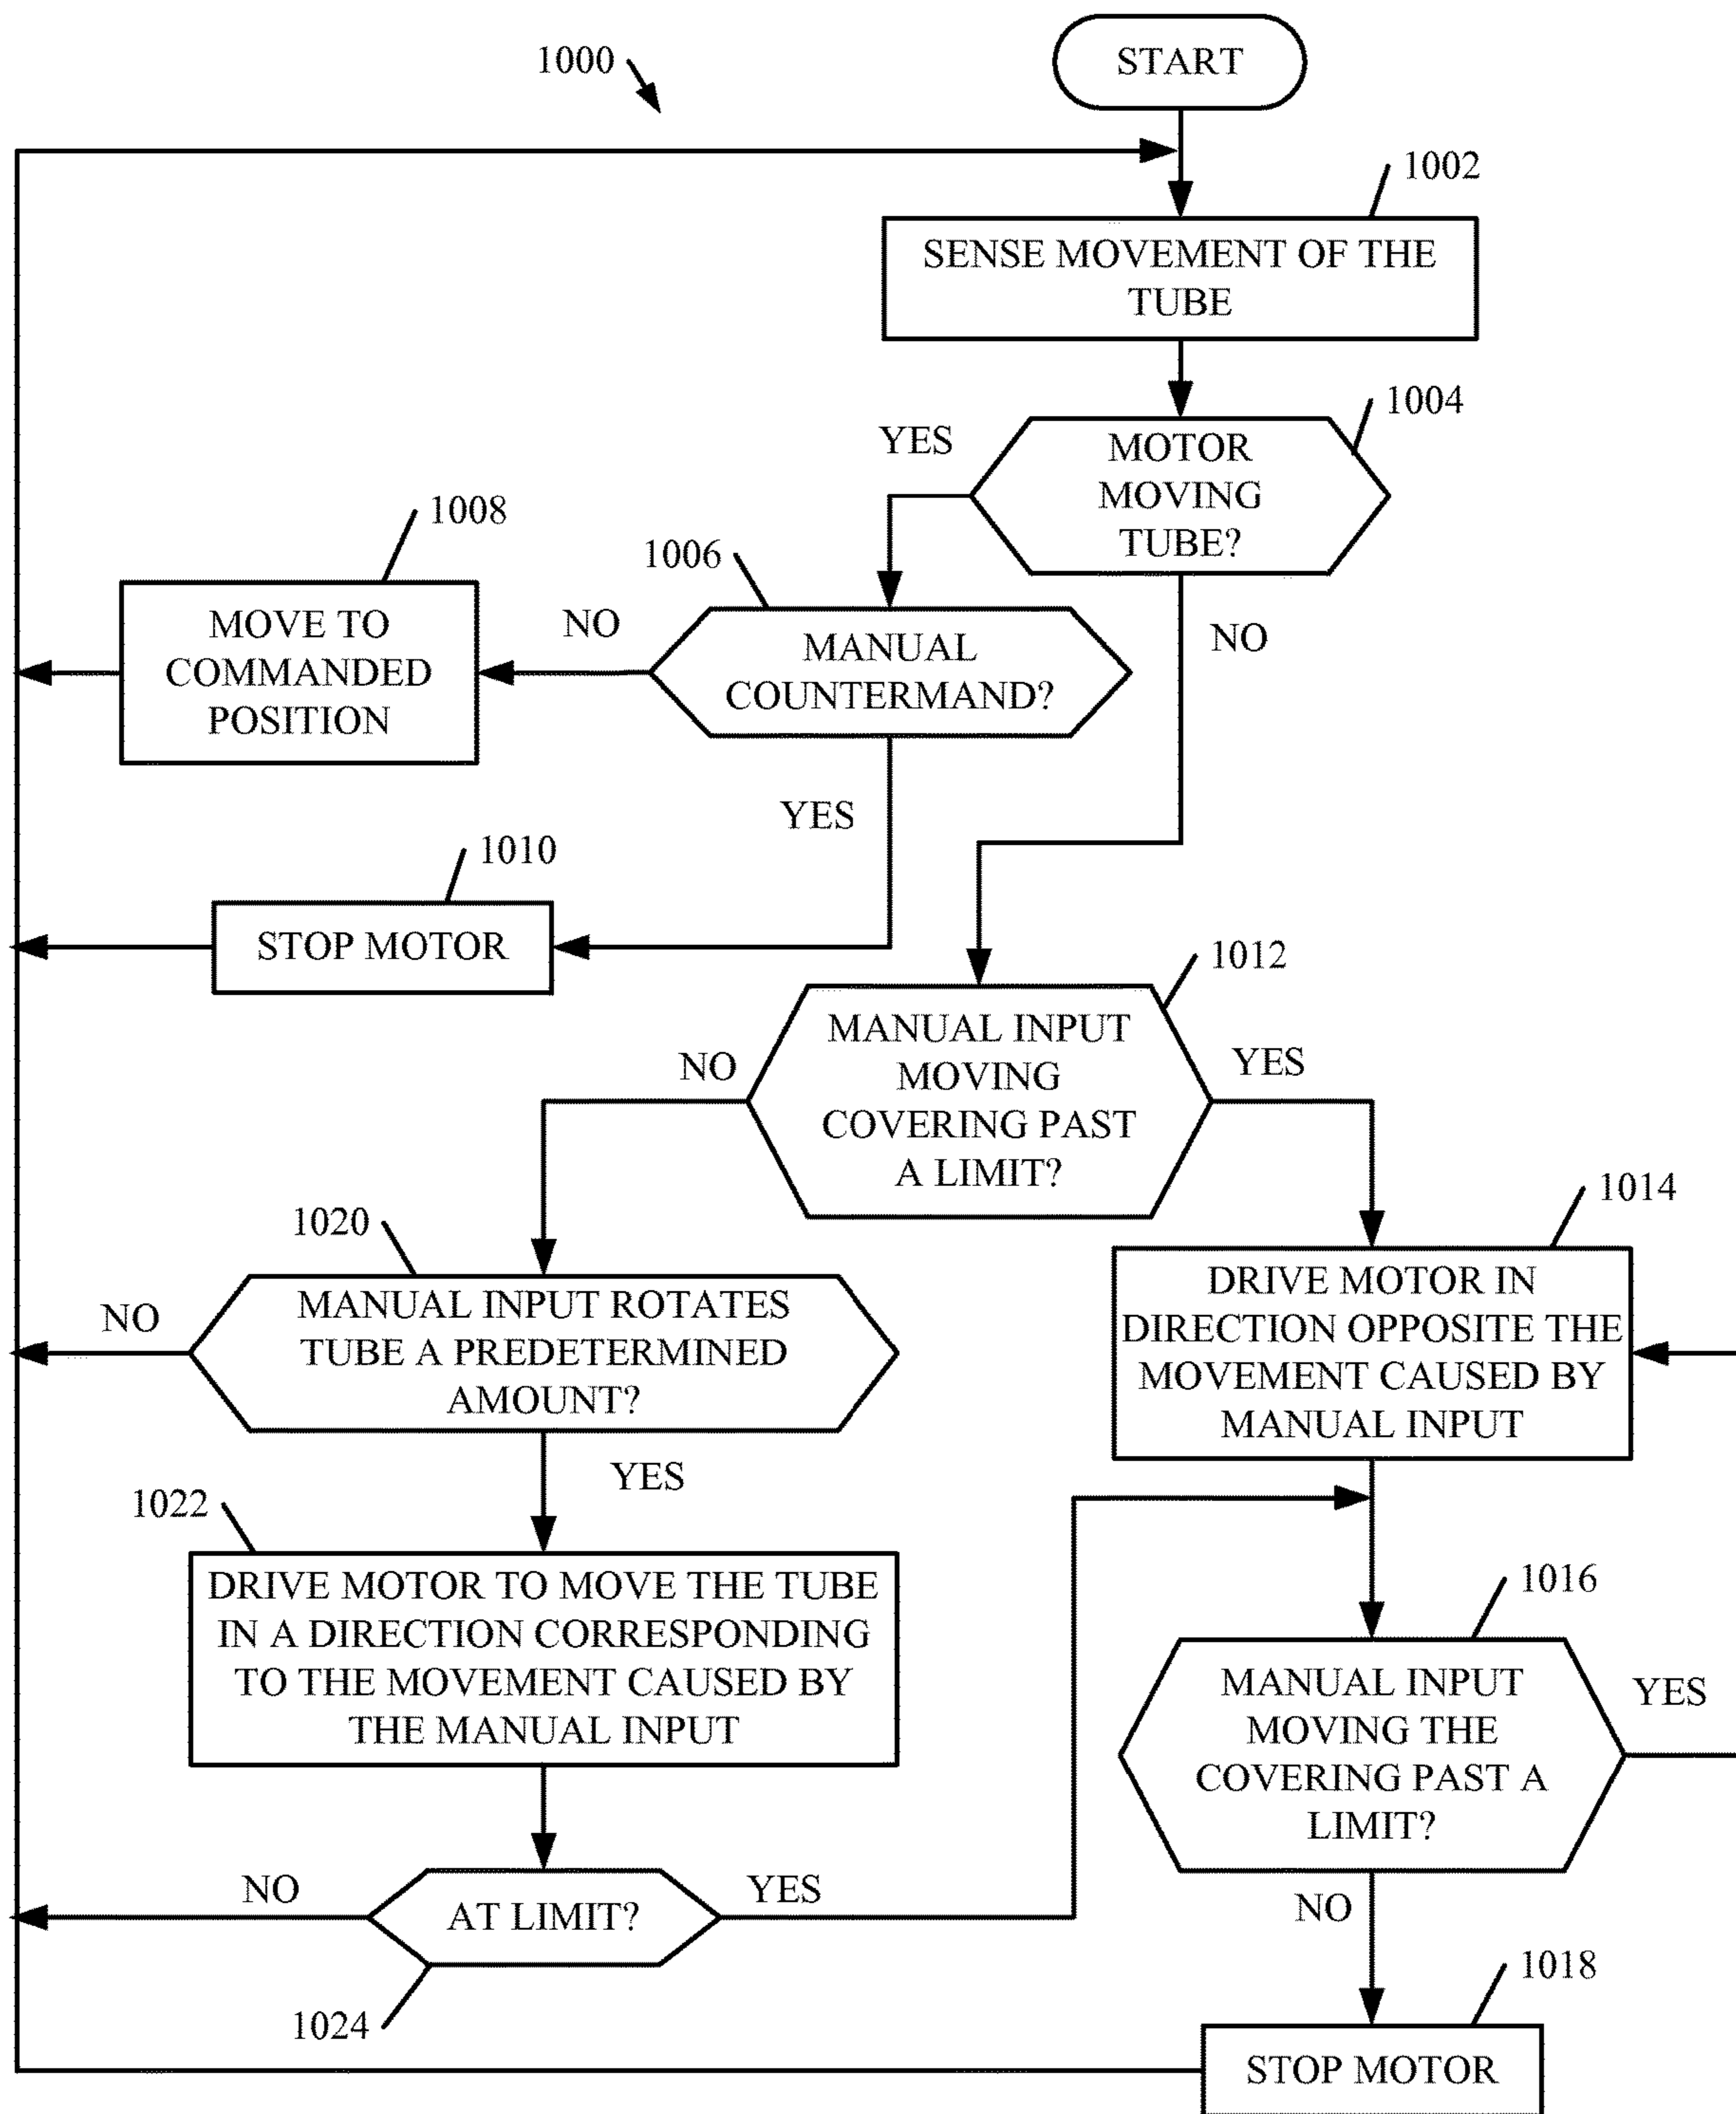 1000
START
1002
SENSE MOVEMENT OF THE
TUBE
1004
YES
MOTOR
MOVING
TUBE?
1008
1006
NO
MOVE TO
COMMANDED
POSITION
NO
MANUAL
COUNTERMAND?
YES
1010
STOP MOTOR
1012
MANUAL INPUT
MOVING
COVERING PAST
A LIMIT?
NO
YES
1014
1020
DRIVE MOTOR IN
DIRECTION OPPOSITE THE
MOVEMENT CAUSED BY
MANUAL INPUT
NO
MANUAL INPUT ROTATES
TUBE A PREDETERMINED
AMOUNT?
YES
1022
DRIVE MOTOR TO MOVE THE TUBE
IN A DIRECTION CORRESPONDING
TO THE MOVEMENT CAUSED BY
THE MANUAL INPUT
1016
MANUAL INPUT
MOVING THE
COVERING PAST A
LIMIT?
YES
NO
AT LIMIT?
YES
NO
1024
1018
STOP MOTOR